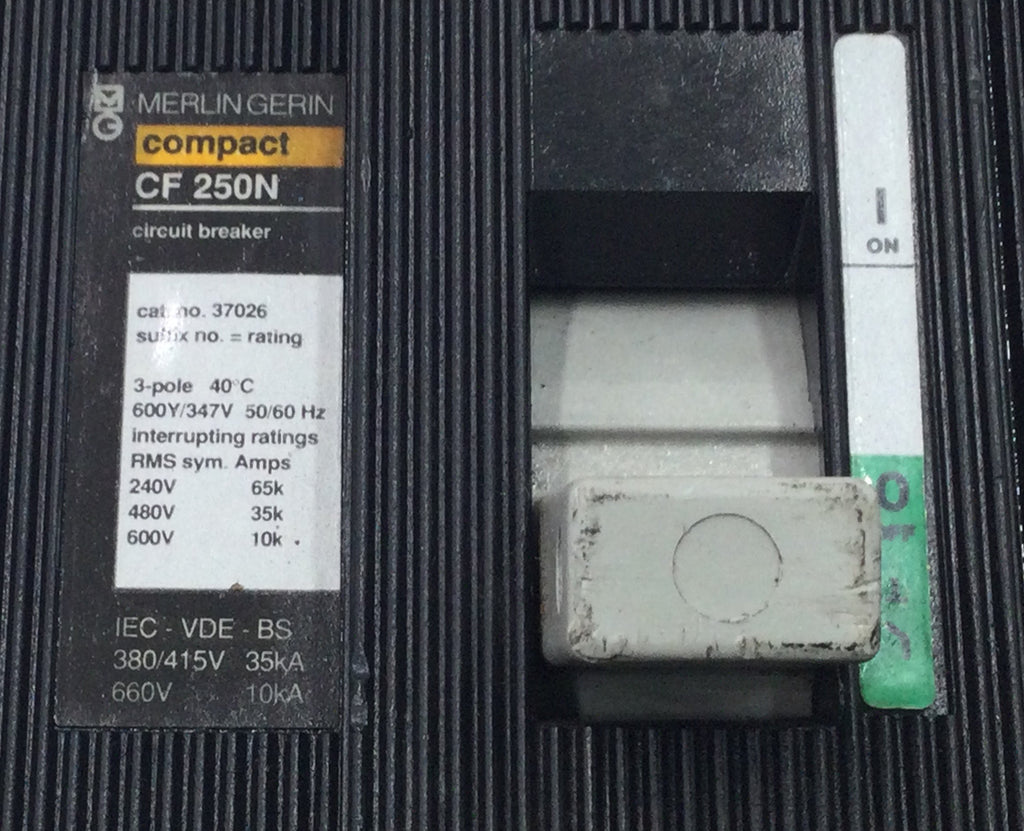 MG
MERLIN GERIN
compact
CF 250N
circuit breaker
cat no. 37026
suffix no. = rating
3-pole 40°C
600Y/347V 50/60 Hz
interrupting ratings
RMS sym. Amps
240V 65k
480V 35k
600V 10k
IEC - VDE - BS
380/415V 35kA
660V 10kA
I
ON
O
OFF